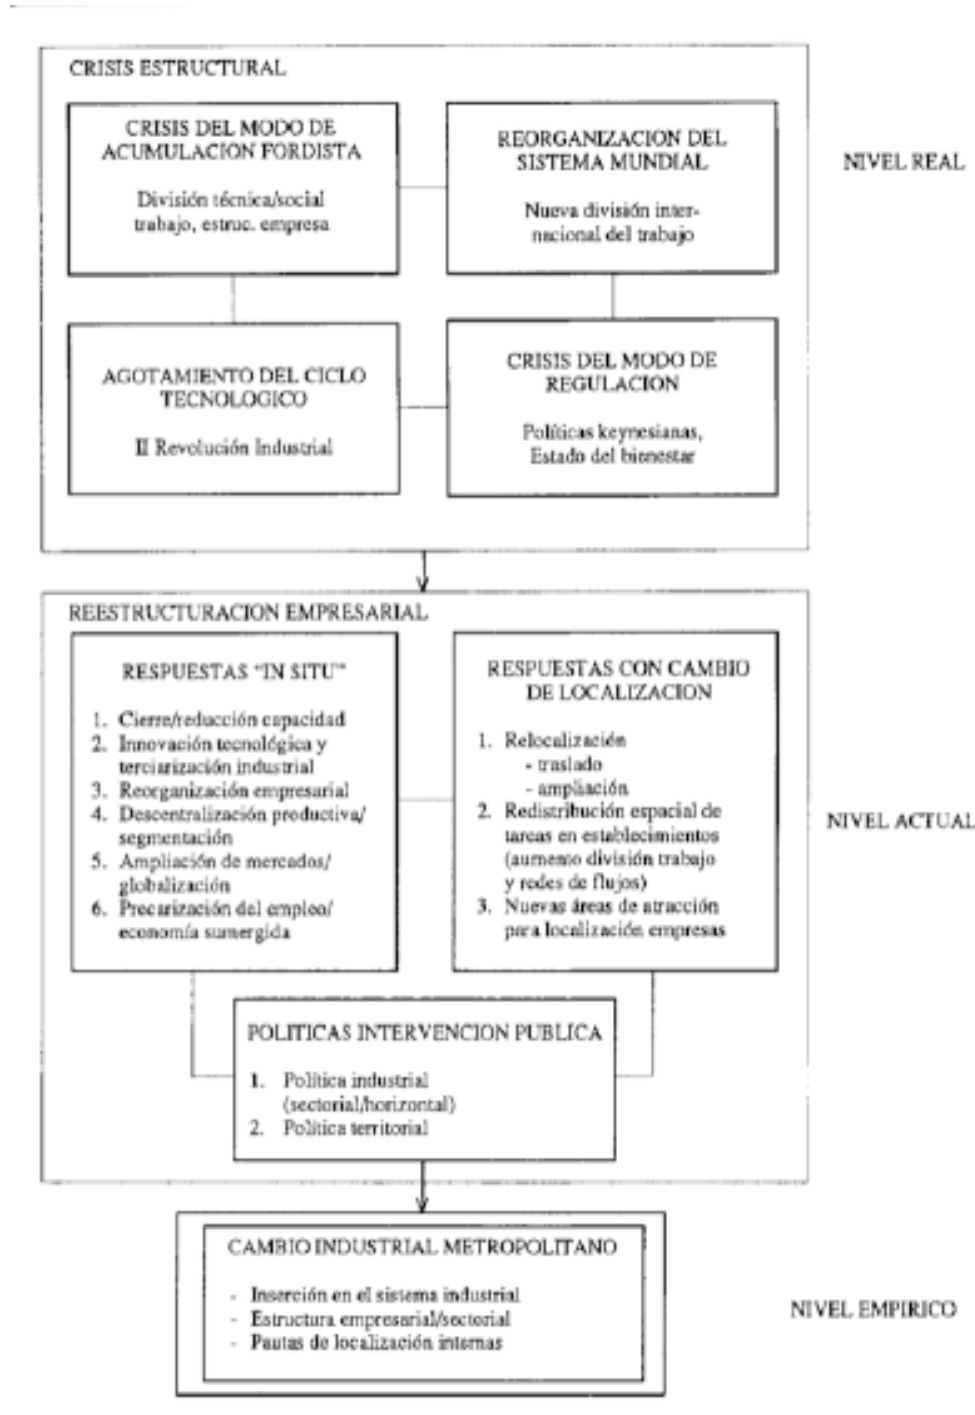 CRISIS ESTRUCTURAL
CRISIS DEL MODO DE
ACUMULACION FORDISTA
División técnica/social
trabajo, estruc. empresa
REORGANIZACION DEL
SISTEMA MUNDIAL
Nueva división inter-
nacional del trabajo
NIVEL REAL
AGOTAMIENTO DEL CICLO
TECNOLOGICO
II Revolución Industrial
CRISIS DEL MODO DE
REGULACION
Políticas keynesianas,
Estado del bienestar
REESTRUCTURACION EMPRESARIAL
RESPUESTAS "IN SITU"
1. Cierre/reducción capacidad
2. Innovación tecnológica y
terciarización industrial
3. Reorganización empresarial
4. Descentralización productiva/
segmentación
5. Ampliación de mercados/
globalización
6. Precarización del empleo/
economía sumergida
RESPUESTAS CON CAMBIO
DE LOCALIZACION
1. Relocalización
- traslado
- ampliación
2. Redistribución espacial de
tareas en establecimientos
(aumento división trabajo
y redes de flujos)
3. Nuevas áreas de atracción
para localización empresas
NIVEL ACTUAL
POLITICAS INTERVENCION PUBLICA
1. Política industrial
(sectorial/horizontal)
2. Política territorial
CAMBIO INDUSTRIAL METROPOLITANO
- Inserción en el sistema industrial
- Estructura empresarial/sectorial
- Pautas de localización internas
NIVEL EMPIRICO